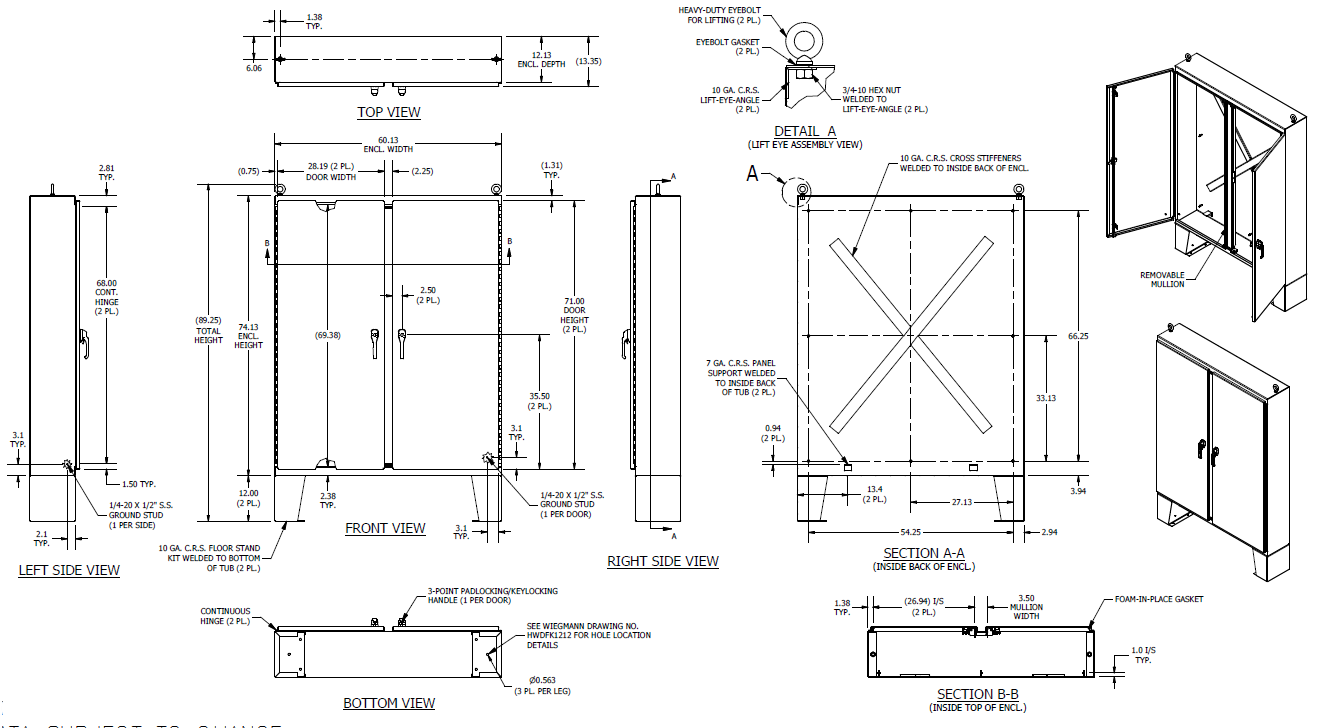 1.38
TYP.
6.06
12.13
ENCL. DEPTH
(13.35)
TOP VIEW
HEAVY-DUTY EYEBOLT
FOR LIFTING (2 PL.)
EYEBOLT GASKET
(2 PL.)
10 GA. C.R.S.
LIFT-EYE-ANGLE
(2 PL.)
3/4-10 HEX NUT
WELDED TO
LIFT-EYE-ANGLE (2 PL.)
DETAIL A
(LIFT EYE ASSEMBLY VIEW)
2.81
TYP.
68.00
CONT.
HINGE
(2 PL.)
3.1
TYP.
1.50 TYP.
1/4-20 X 1/2" S.S.
GROUND STUD
(1 PER SIDE)
2.1
TYP.
LEFT SIDE VIEW
60.13
ENCL. WIDTH
(0.75)
28.19 (2 PL.)
DOOR WIDTH
(2.25)
(1.31)
TYP.
B
B
2.50
(2 PL.)
(89.25)
TOTAL
HEIGHT
74.13
ENCL.
HEIGHT
(69.38)
71.00
DOOR
HEIGHT
(2 PL.)
35.50
(2 PL.)
3.1
TYP.
12.00
(2 PL.)
2.38
TYP.
1/4-20 X 1/2" S.S.
GROUND STUD
(1 PER DOOR)
3.1
TYP.
FRONT VIEW
10 GA. C.R.S. FLOOR STAND
KIT WELDED TO BOTTOM
OF TUB (2 PL.)
A
A
RIGHT SIDE VIEW
A
10 GA. C.R.S. CROSS STIFFENERS
WELDED TO INSIDE BACK OF ENCL.
7 GA. C.R.S. PANEL
SUPPORT WELDED
TO INSIDE BACK
OF TUB (2 PL.)
0.94
(2 PL.)
66.25
33.13
13.4
(2 PL.)
27.13
3.94
54.25
2.94
SECTION A-A
(INSIDE BACK OF ENCL.)
REMOVABLE
MULLION
CONTINUOUS
HINGE (2 PL.)
3-POINT PADLOCKING/KEYLOCKING
HANDLE (1 PER DOOR)
SEE WIEGMANN DRAWING NO.
HWDFK1212 FOR HOLE LOCATION
DETAILS
Ø0.563
(3 PL. PER LEG)
BOTTOM VIEW
1.38
TYP.
(26.94) I/S
(2 PL.)
3.50
MULLION
WIDTH
FOAM-IN-PLACE GASKET
1.0 I/S
TYP.
SECTION B-B
(INSIDE TOP OF ENCL.)